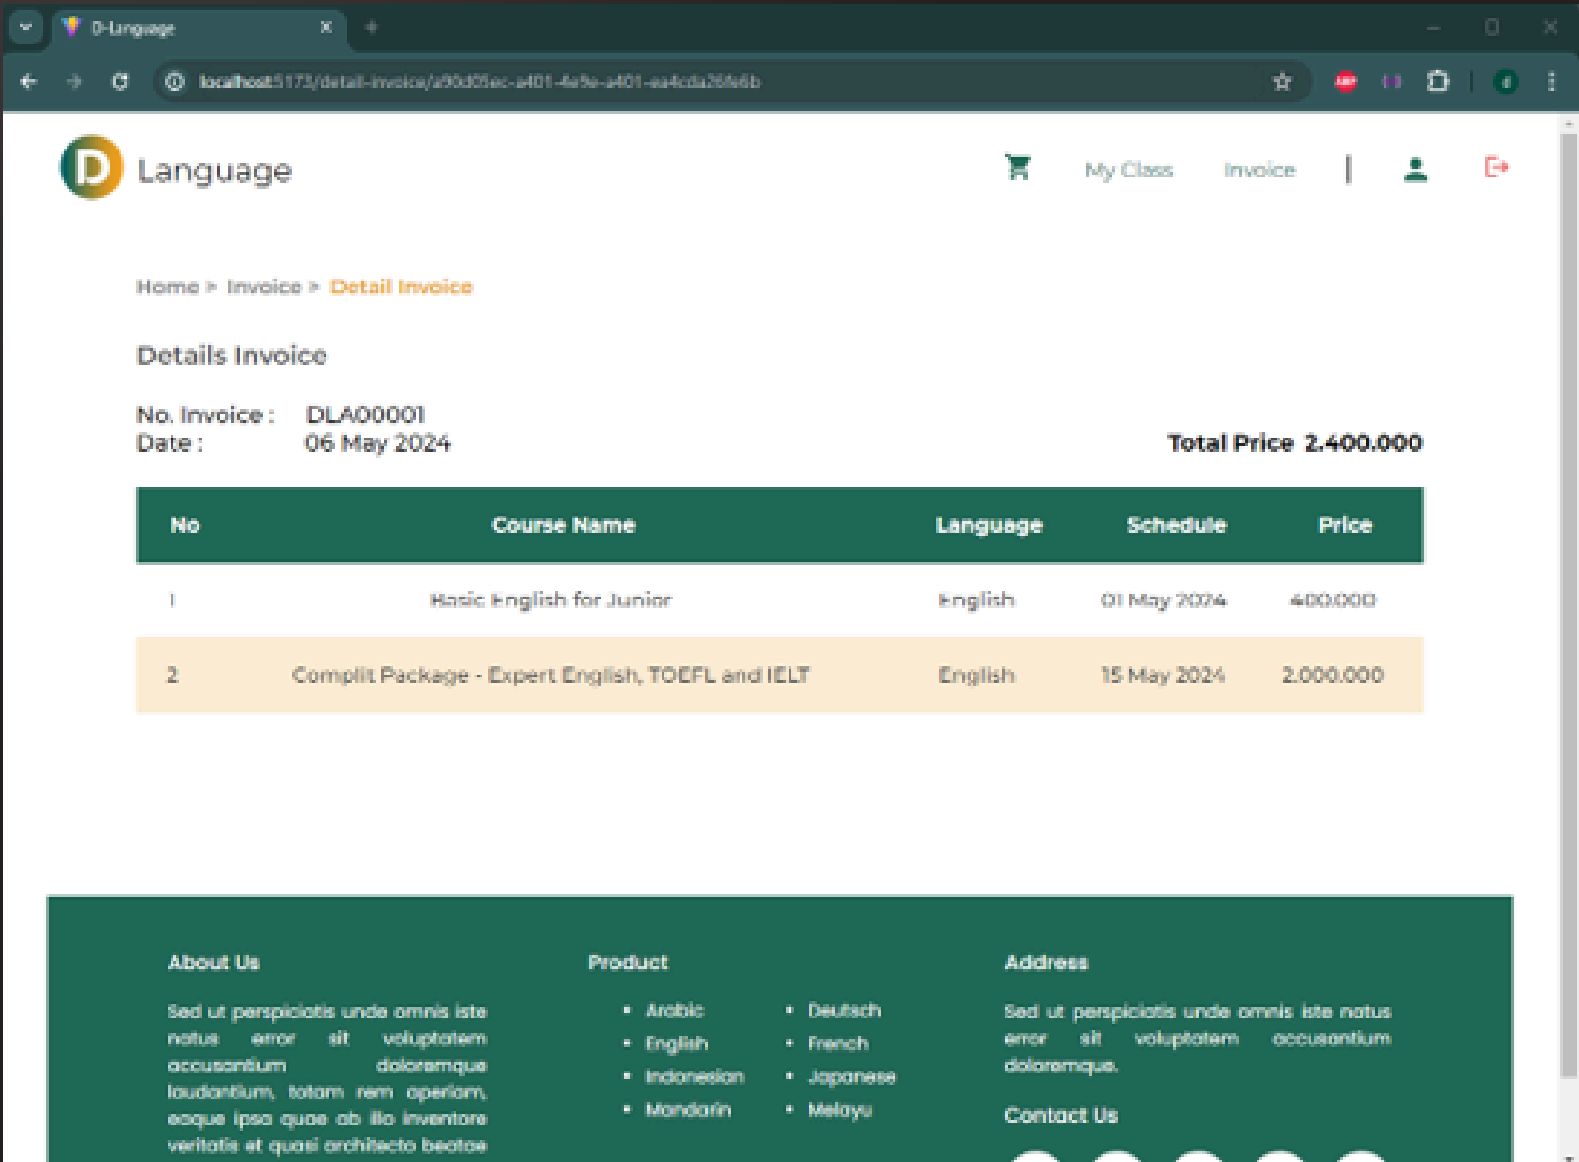 D-Language
localhost:5173/detail-invoice/a90d05ec-a401-4e9e-a401-ea4cda26fe6b
D Language
My Class Invoice |
Home > Invoice > Detail Invoice
Details Invoice
No. Invoice : DLA00001
Date : 06 May 2024
Total Price 2.400.000
No Course Name Language Schedule Price
1 Basic English for Junior English 01 May 2024 400.000
2 Complit Package - Expert English, TOEFL and IELT English 15 May 2024 2.000.000
About Us
Sed ut perspiciatis unde omnis iste
natus error sit voluptatem
accusantium doloremque
laudantium, totam rem aperiam,
eaque ipsa quae ab illo inventore
veritatis et quasi architecto beatae
Product
• Arabic
• English
• Indonesian
• Mandarin
• Deutsch
• French
• Japanese
• Melayu
Address
Sed ut perspiciatis unde omnis iste natus
error sit voluptatem accusantium
doloremque.
Contact Us